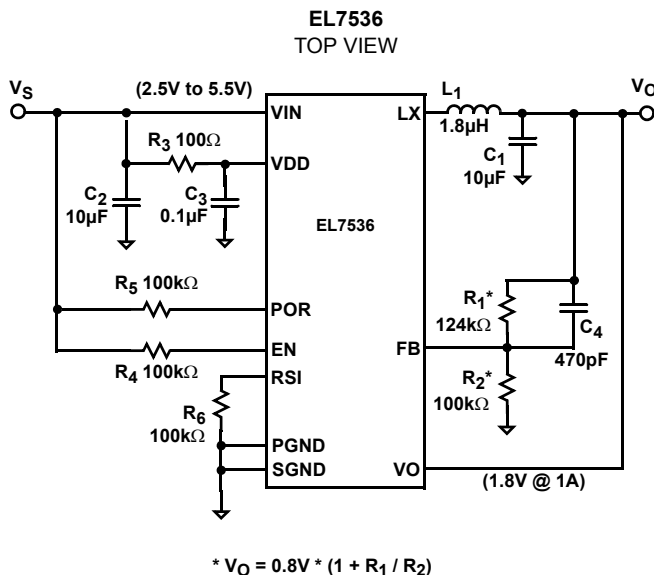 EL7536
TOP VIEW
VS
(2.5V to 5.5V)
VIN
LX
L1
1.8µH
VO
R3 100Ω
VDD
C1
10µF
C2
10µF
C3
0.1µF
EL7536
R5 100kΩ
POR
R1*
124kΩ
C4
470pF
EN
FB
R4 100kΩ
RSI
R2*
100kΩ
R6
100kΩ
PGND
SGND
VO
(1.8V @ 1A)
* VO = 0.8V * (1 + R1 / R2)